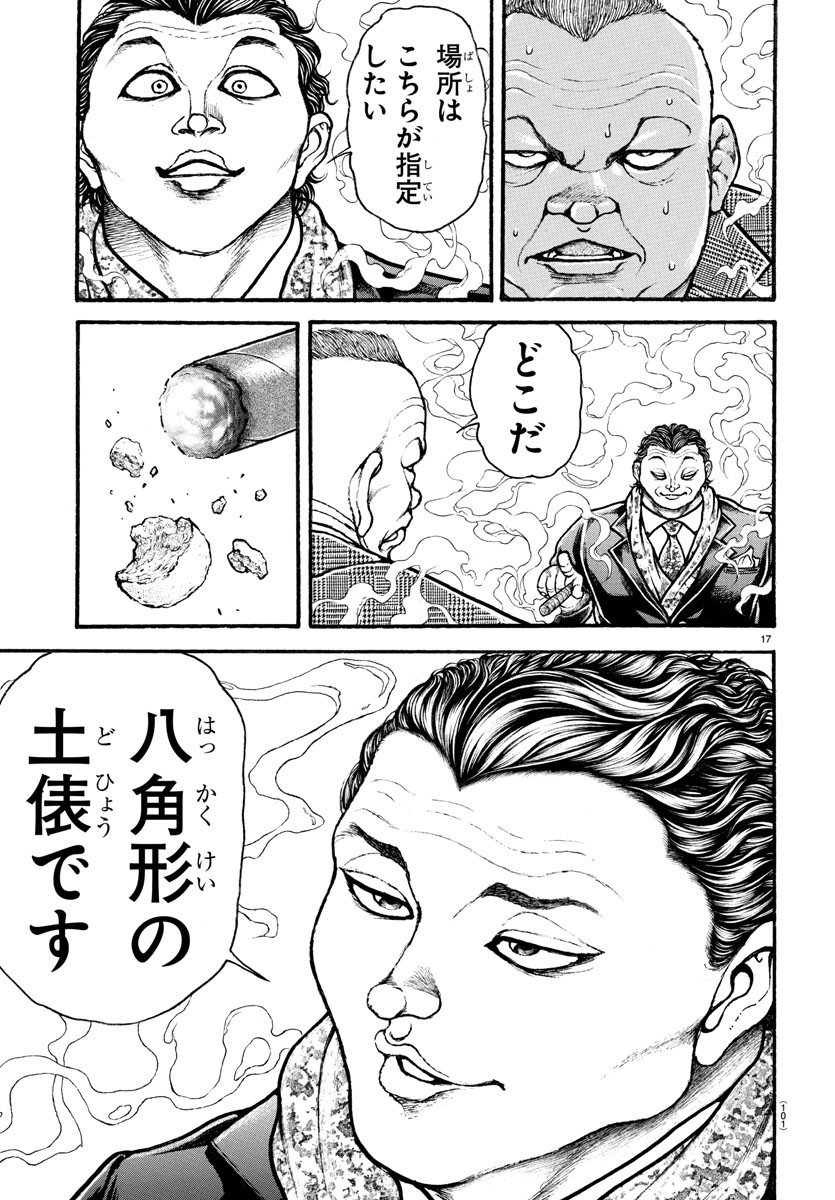 場所は
こちらが指定
したい
どこだ
17
八角形の
土俵です
(101)